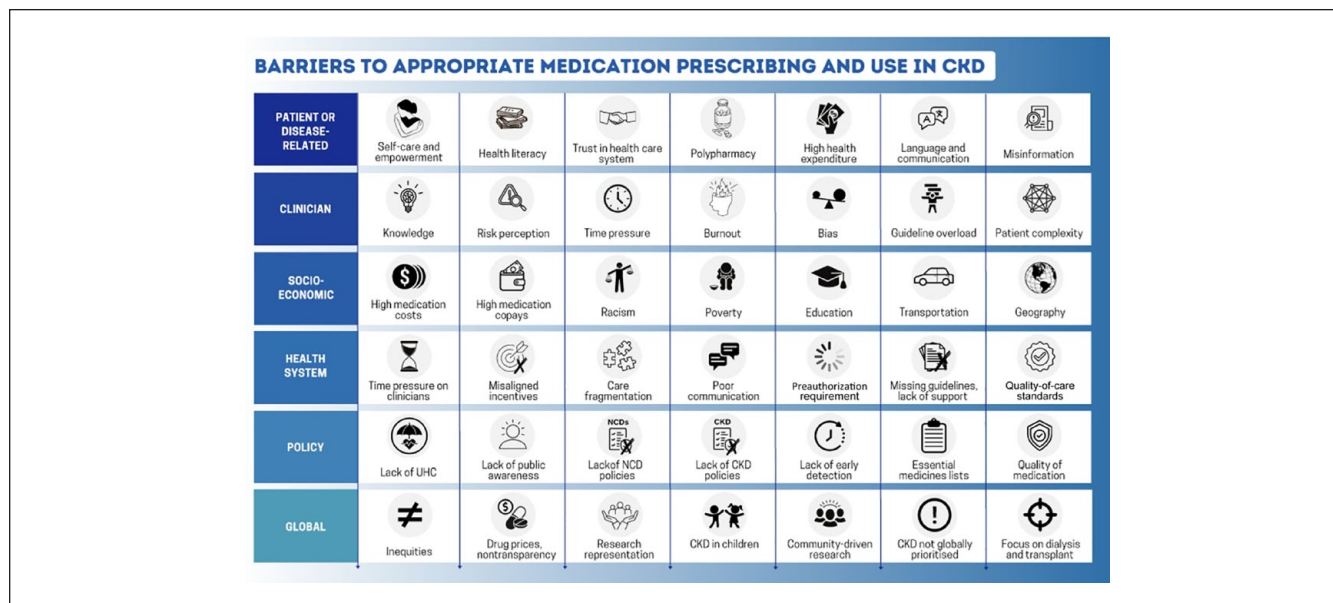 BARRIERS TO APPROPRIATE MEDICATION PRESCRIBING AND USE IN CKD
PATIENT OR
DISEASE-
RELATED
Self-care and
empowerment
Health literacy
Trust in health care
system
Polypharmacy
High health
expenditure
A
文
Language and
communication
Misinformation
CLINICIAN
Knowledge
Risk perception
Time pressure
Burnout
Bias
Guideline overload
Patient complexity
SOCIO-
ECONOMIC
$
High medication
costs
High medication
copays
Racism
Poverty
Education
Transportation
Geography
HEALTH
SYSTEM
Time pressure on
clinicians
Misaligned
incentives
Care
fragmentation
Poor
communication
Preauthorization
requirement
Missing guidelines,
lack of support
Quality-of-care
standards
POLICY
Lack of UHC
Lack of public
awareness
NCDs
Lackof NCD
policies
CKD
Lack of CKD
policies
Lack of early
detection
Essential
medicines lists
Quality of
medication
GLOBAL
≠
Inequities
$
Drug prices,
nontransparency
Research
representation
CKD in children
Community-driven
research
!
CKD not globally
prioritised
Focus on dialysis
and transplant